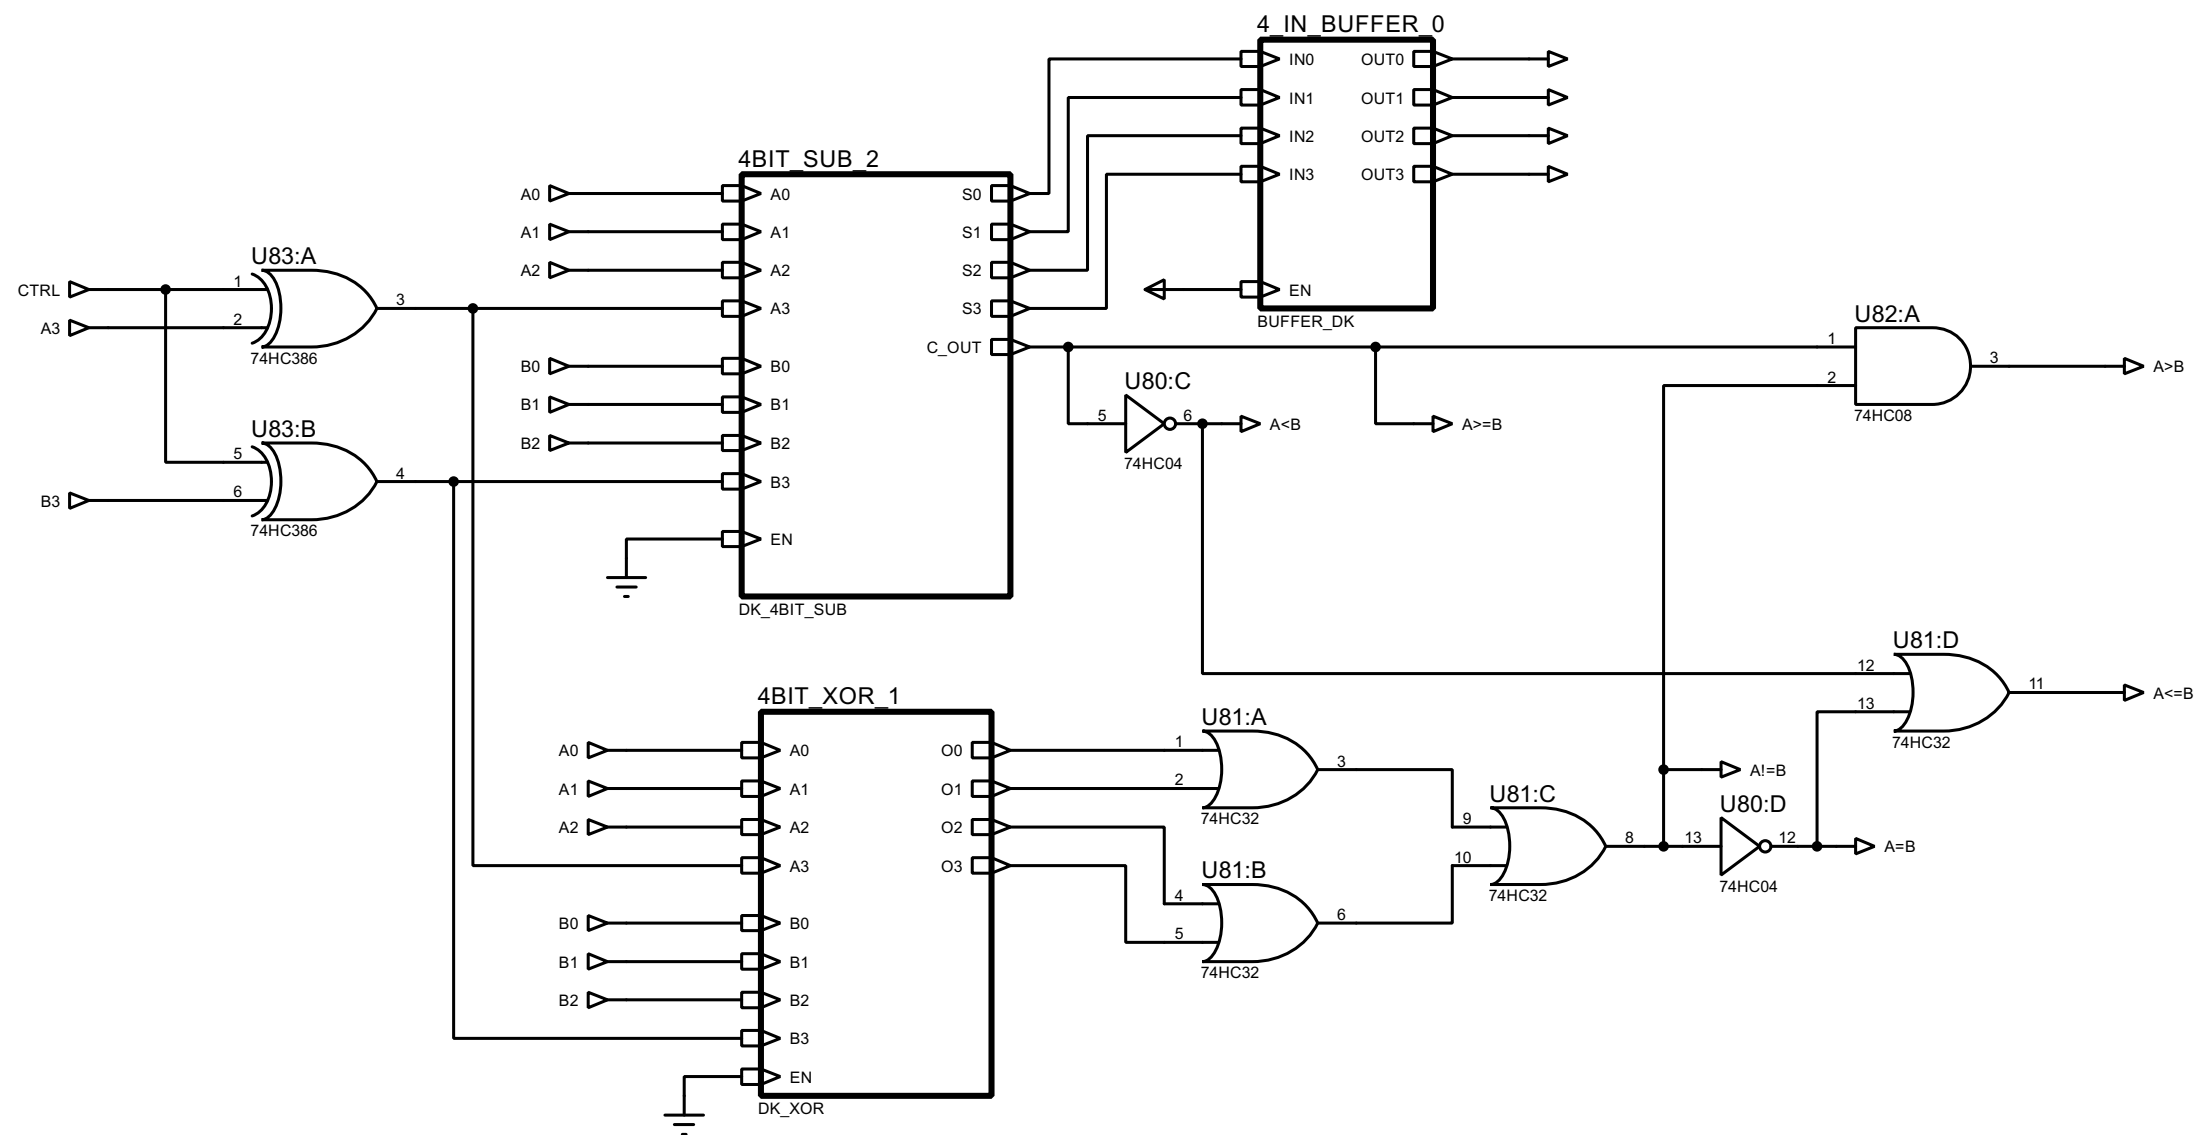 4_IN_BUFFER_0
IN0 OUT0
IN1 OUT1
IN2 OUT2
IN3 OUT3
EN
BUFFER_DK
4BIT_SUB_2
A0 A0 S0
A1 A1 S1
A2 A2 S2
A3 S3
C_OUT
B0 B0
B1 B1
B2 B2
B3
EN
DK_4BIT_SUB
U83:A
CTRL 1
A3 2
3
74HC386
U83:B
5
B3 6
4
74HC386
U80:C
5 6 A<B
74HC04
A>=B
U82:A
1
2
3 A>B
74HC08
U81:D
12
13
11 A<=B
74HC32
4BIT_XOR_1
A0 A0 O0
A1 A1 O1
A2 A2 O2
A3 O3
B0 B0
B1 B1
B2 B2
B3
EN
DK_XOR
U81:A
1
2
3
74HC32
U81:B
4
5
6
74HC32
U81:C
9
10
8
74HC32
A!=B
U80:D
13 12 A=B
74HC04